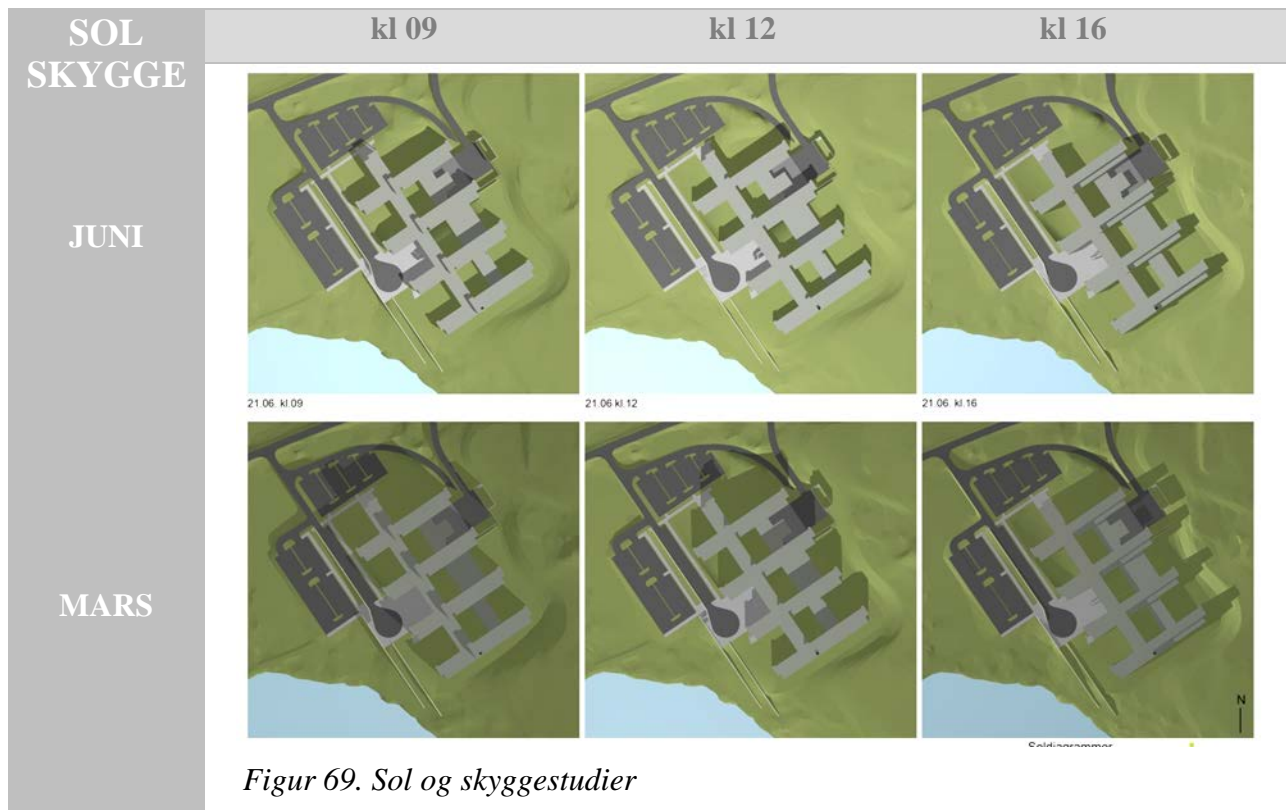 SOL
SKYGGE
kl 09
kl 12
kl 16
JUNI
21.06. kl.09
21.06 kl.12
21.06. kl.16
MARS
N
Soldiagrammer
Figur 69. Sol og skyggestudier